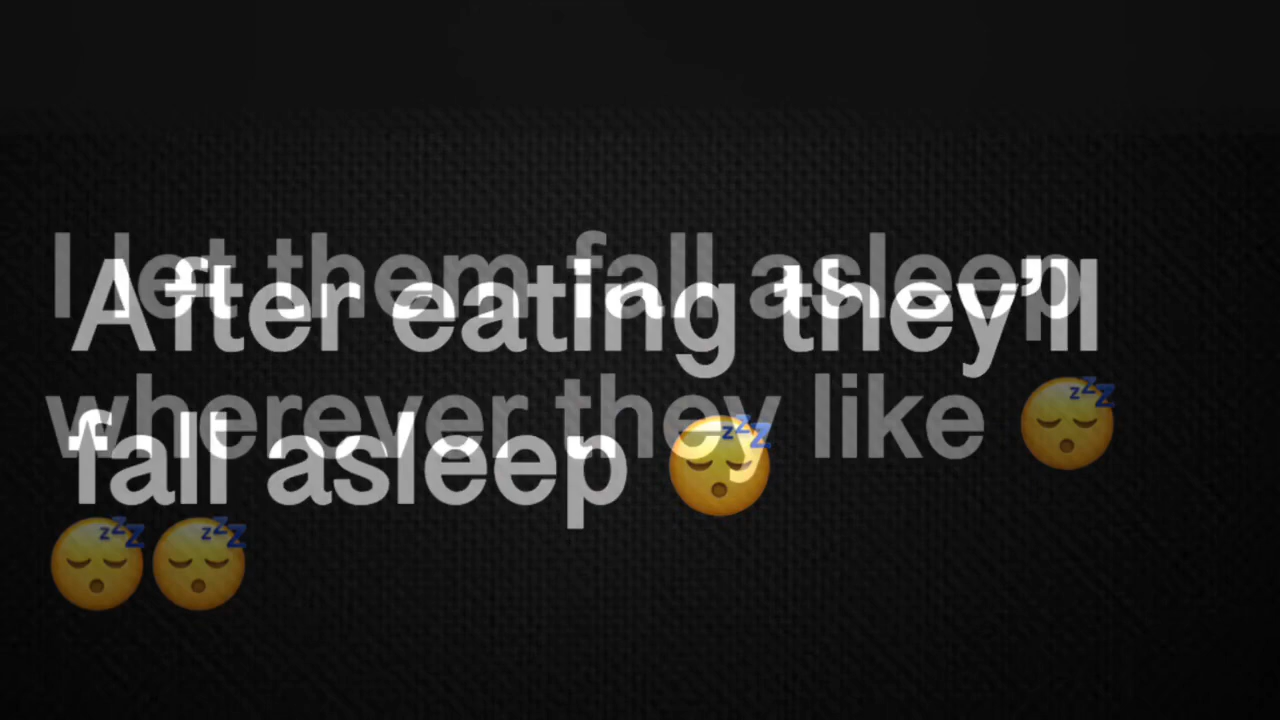 I let them fall asleep
wherever they like 😴
😴😴
After eating they’ll
fall asleep 😴